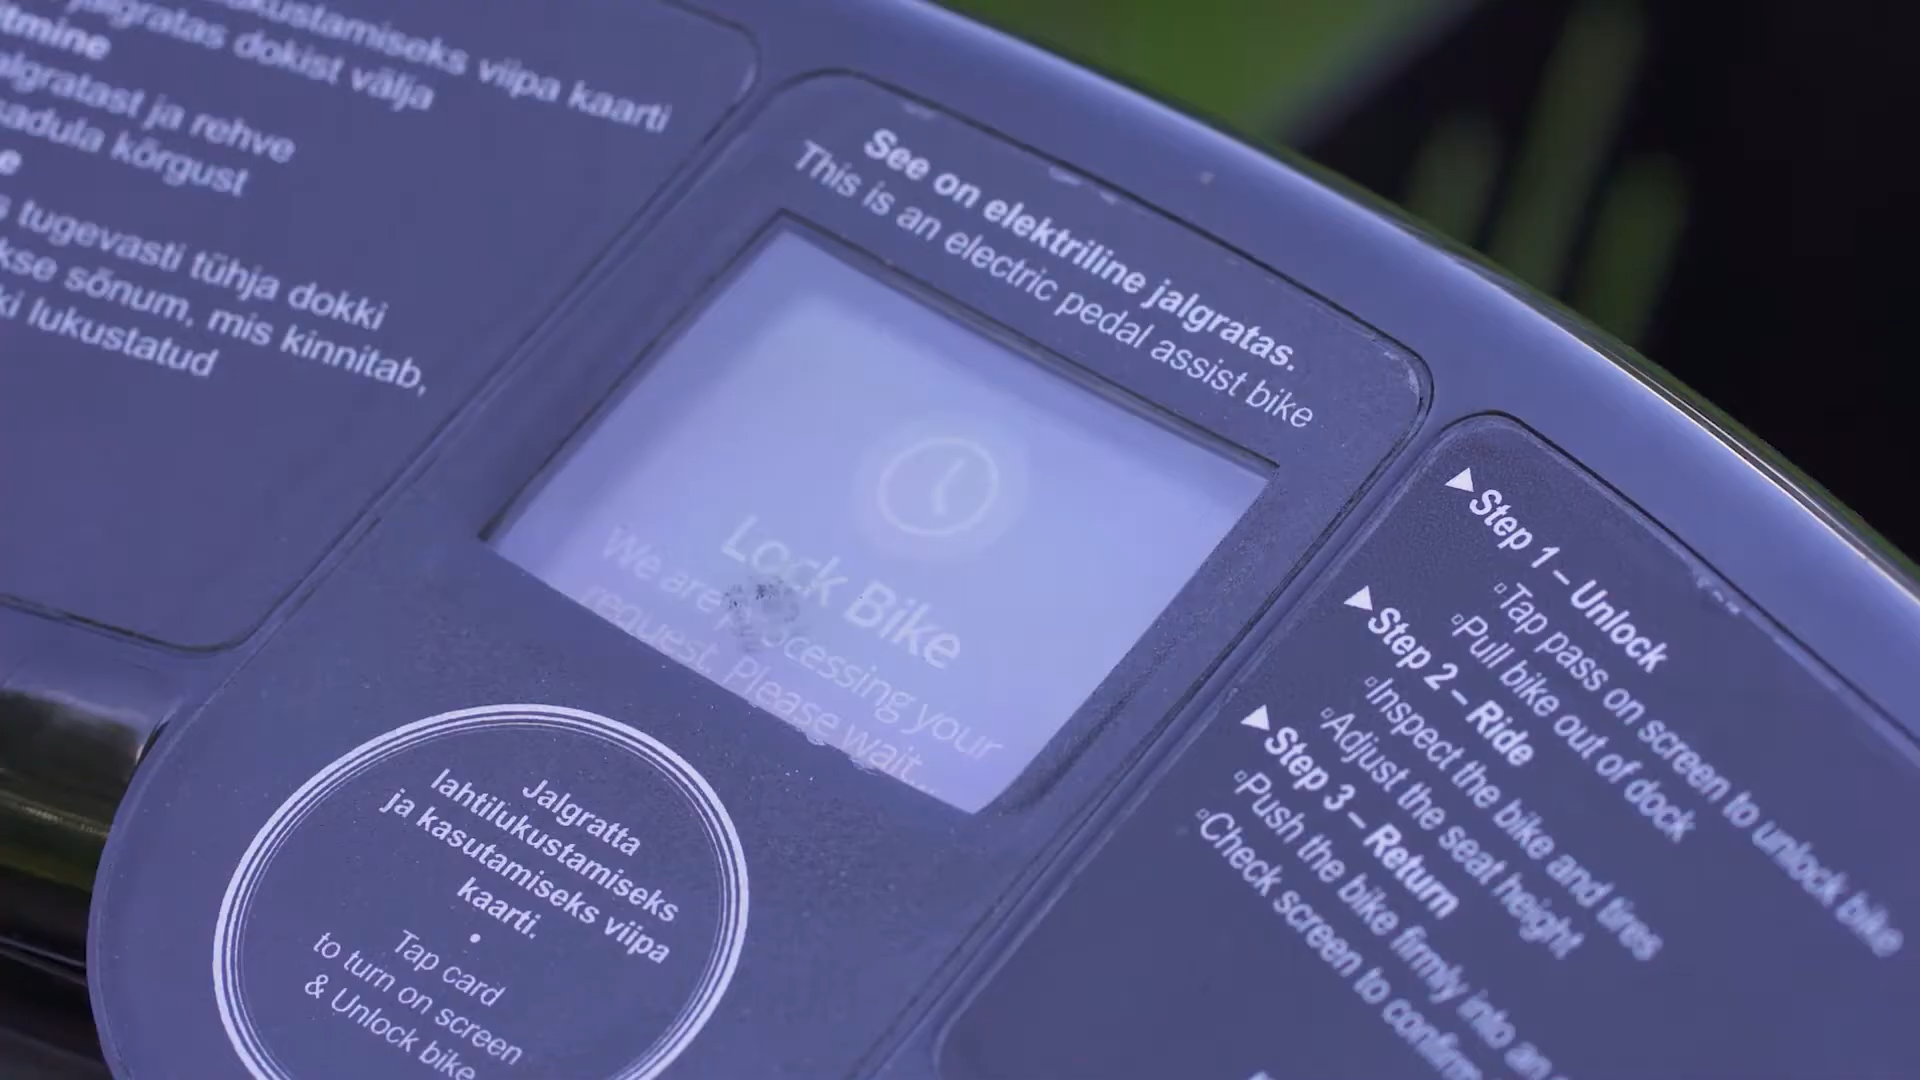 kustamiseks viipa kaarti
jalgratas dokist välja
jalgratast ja rehve
sadula kõrgust
tugevasti tühja dokki
sõnum, mis kinnitab,
lukustatud
See on elektriline jalgratas.
This is an electric pedal assist bike
Lock Bike
We are processing your
request. Please wait...
Jalgratta
lahtilukustamiseks
ja kasutamiseks viipa
kaarti.
•
Tap card
to turn on screen
& Unlock bike
▲Step 1 – Unlock
▫Tap pass on screen to unlock bike
▫Pull bike out of dock
▲Step 2 – Ride
▫Inspect the bike and tires
▫Adjust the seat height
▲Step 3 – Return
▫Push the bike firmly into an
▫Check screen to confirm